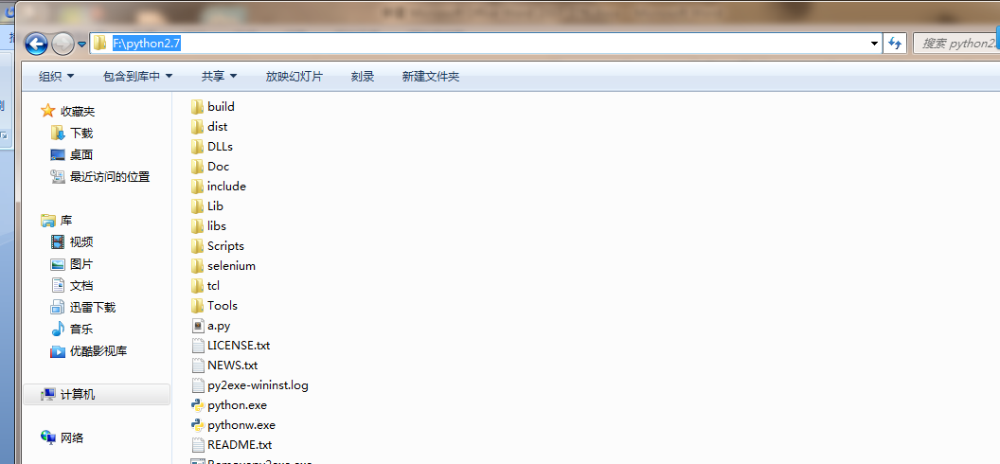 F:\python2.7
搜索 python2.
组织
包含到库中
共享
放映幻灯片
刻录
新建文件夹
收藏夹
下载
桌面
最近访问的位置
库
视频
图片
文档
迅雷下载
音乐
优酷影视库
计算机
网络
build
dist
DLLs
Doc
include
Lib
libs
Scripts
selenium
tcl
Tools
a.py
LICENSE.txt
NEWS.txt
py2exe-wininst.log
python.exe
pythonw.exe
README.txt
Removepy2exe.exe